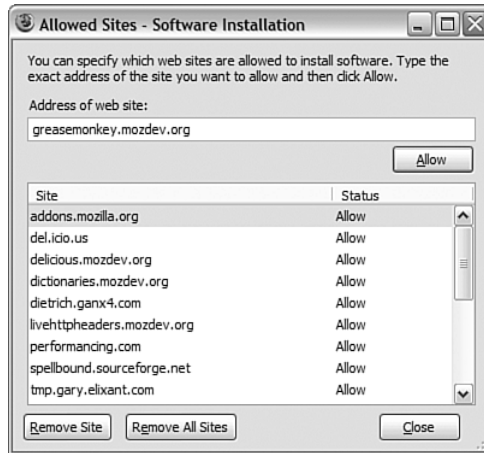 Allowed Sites - Software Installation
You can specify which web sites are allowed to install software. Type the
exact address of the site you want to allow and then click Allow.
Address of web site:
greasemonkey.mozdev.org
Allow
Site Status
addons.mozilla.org Allow
del.icio.us Allow
delicious.mozdev.org Allow
dictionaries.mozdev.org Allow
dietrich.ganx4.com Allow
livehttpheaders.mozdev.org Allow
performancing.com Allow
spellbound.sourceforge.net Allow
tmp.gary.elixant.com Allow
Remove Site Remove All Sites Close